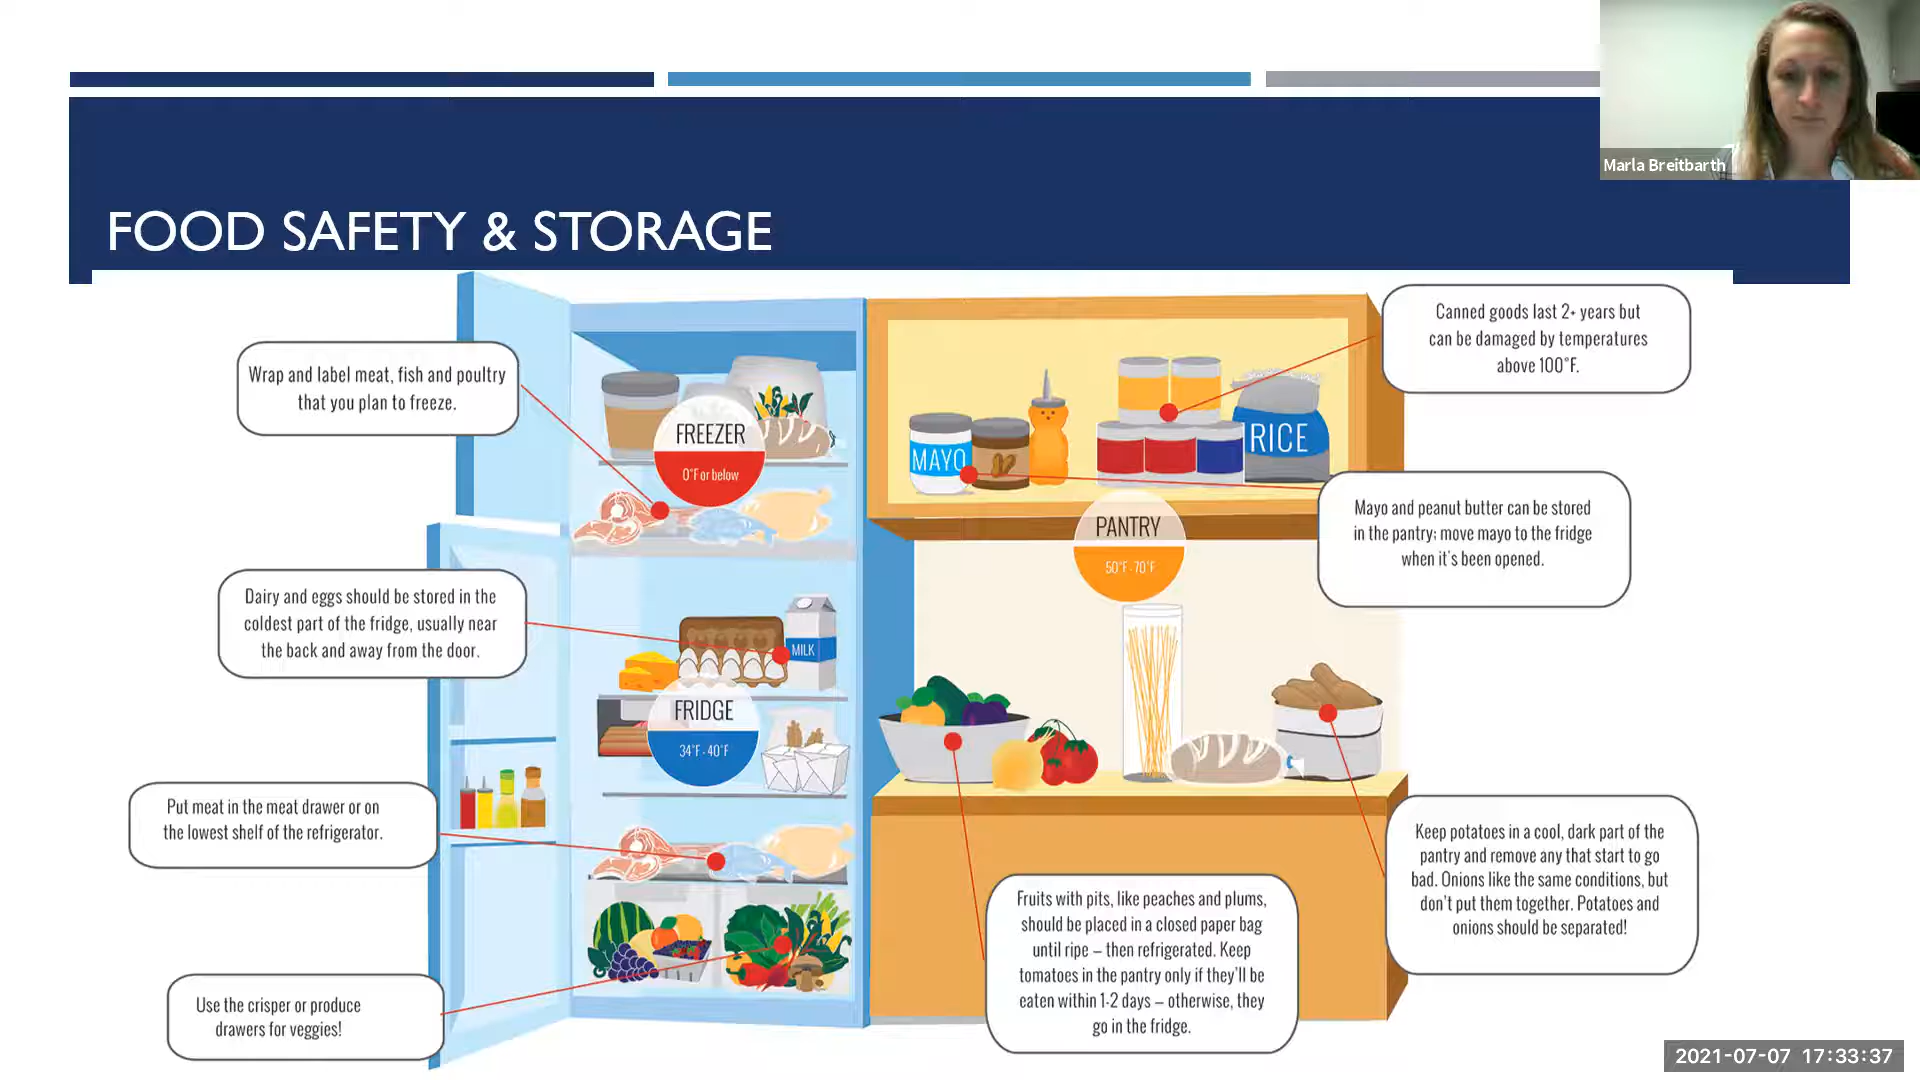 Marla Breitbarth
FOOD SAFETY & STORAGE
Wrap and label meat, fish and poultry
that you plan to freeze.
FREEZER
0°F or below
Dairy and eggs should be stored in the
coldest part of the fridge, usually near
the back and away from the door.
MILK
FRIDGE
34°F - 40°F
Put meat in the meat drawer or on
the lowest shelf of the refrigerator.
Use the crisper or produce
drawers for veggies!
MAYO
RICE
PANTRY
50°F - 70°F
Canned goods last 2+ years but
can be damaged by temperatures
above 100°F.
Mayo and peanut butter can be stored
in the pantry; move mayo to the fridge
when it's been opened.
Fruits with pits, like peaches and plums,
should be placed in a closed paper bag
until ripe – then refrigerated. Keep
tomatoes in the pantry only if they'll be
eaten within 1-2 days – otherwise, they
go in the fridge.
Keep potatoes in a cool, dark part of the
pantry and remove any that start to go
bad. Onions like the same conditions, but
don't put them together. Potatoes and
onions should be separated!
2021-07-07 17:33:37